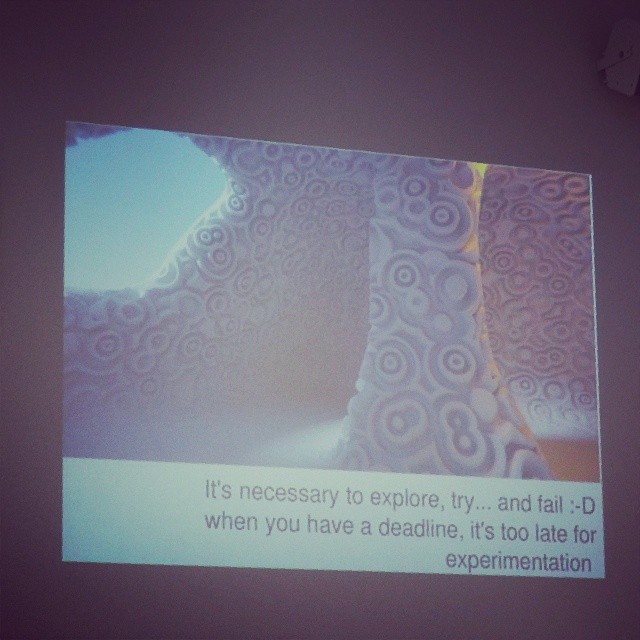 It's necessary to explore, try... and fail :-D
when you have a deadline, it's too late for
experimentation